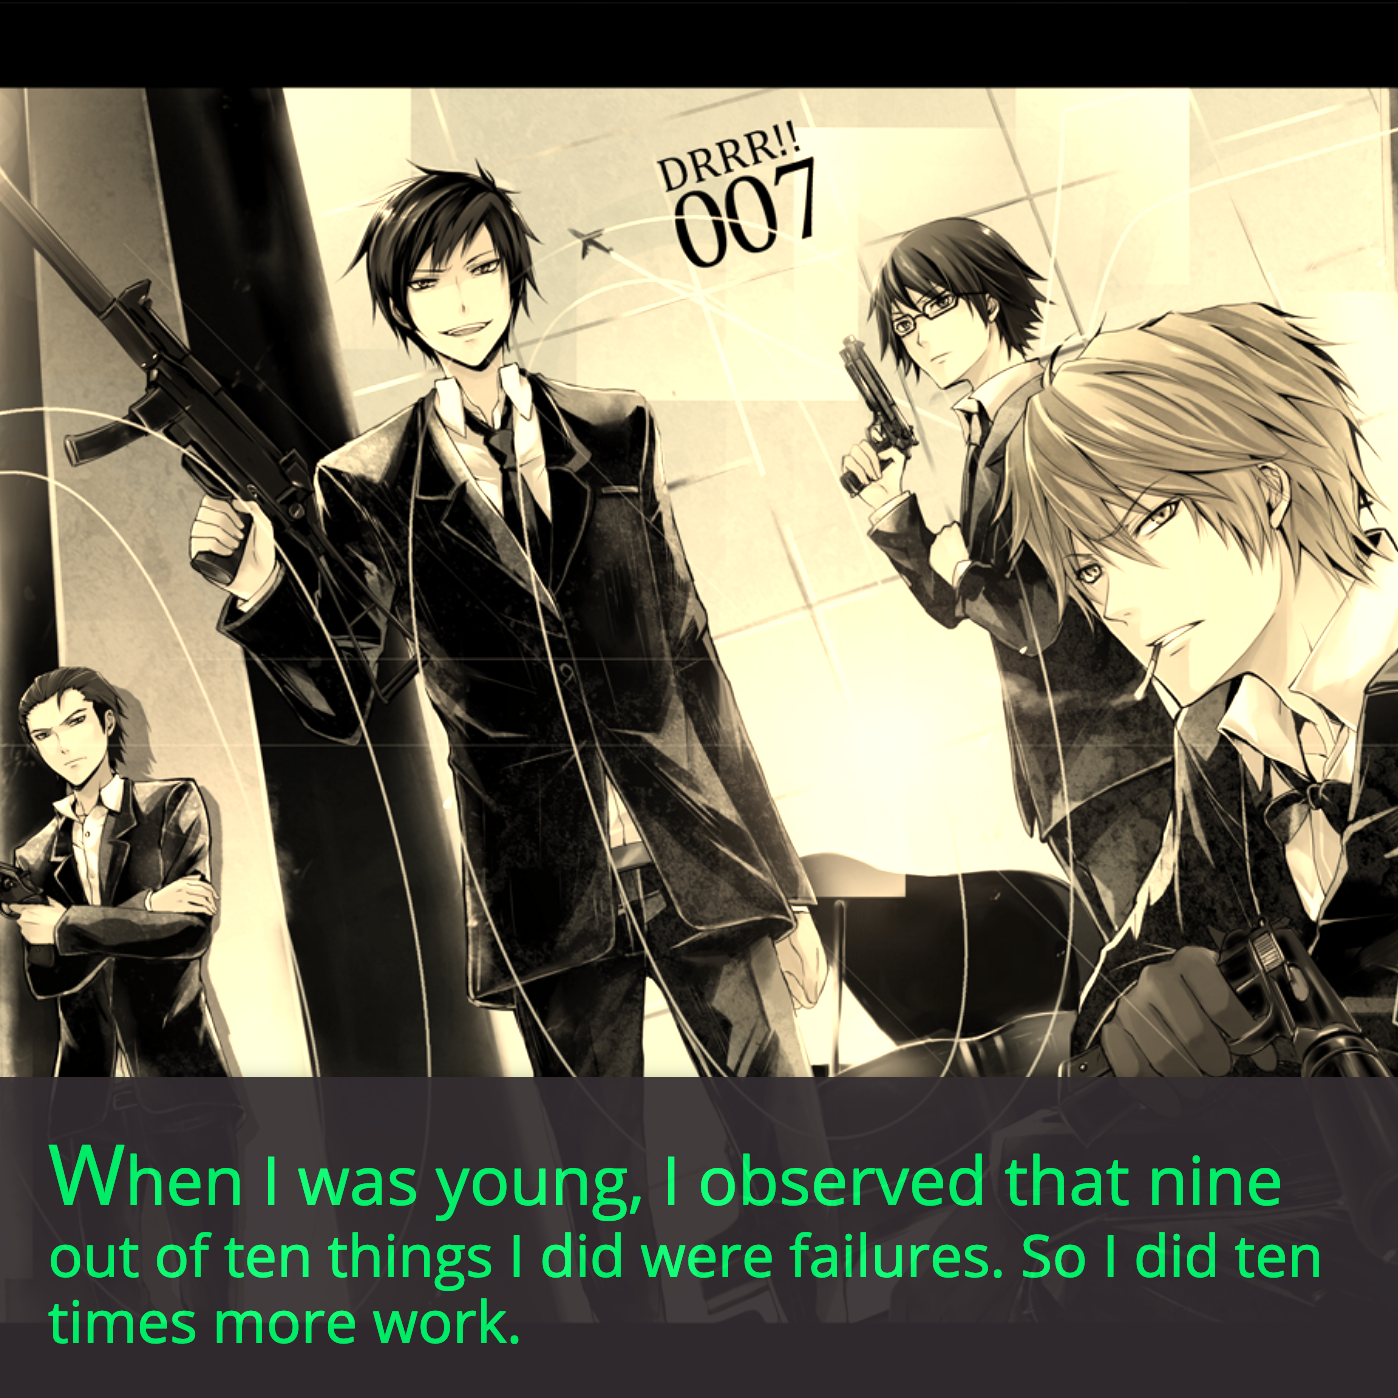 DRRR!!
007
When I was young, I observed that nine
out of ten things I did were failures. So I did ten
times more work.